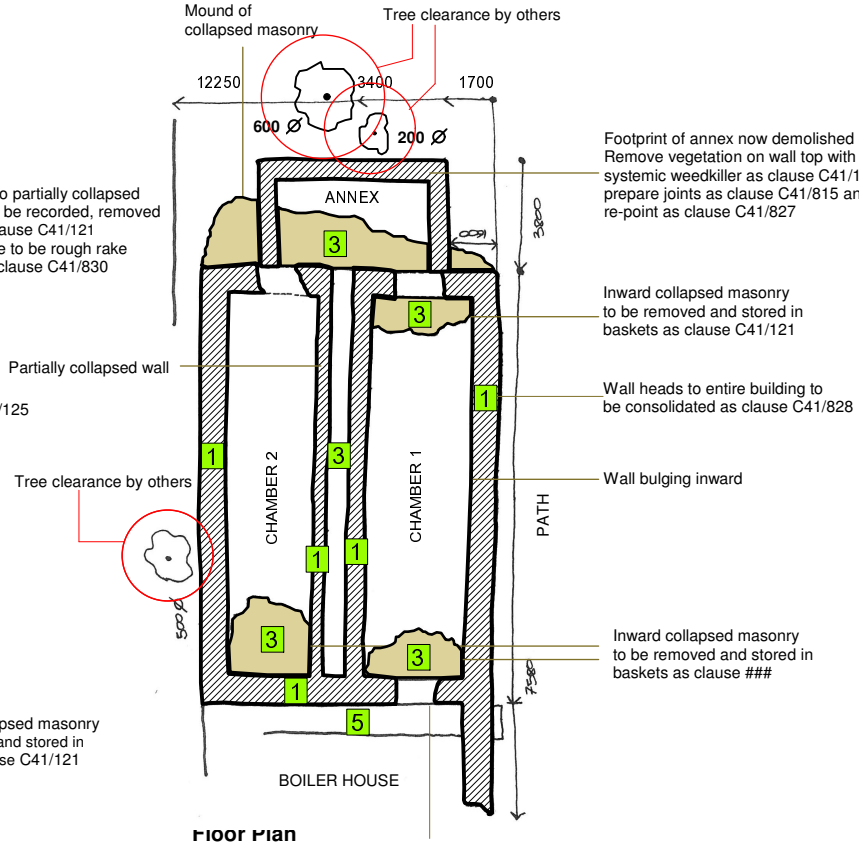 Mound of
collapsed masonry
Tree clearance by others
12250
3400
1700
600 Ø
200 Ø
Footprint of annex now demolished
Remove vegetation on wall top with
systemic weedkiller as clause C41/1
prepare joints as clause C41/815 an
re-point as clause C41/827
o partially collapsed
be recorded, removed
ause C41/121
e to be rough rake
clause C41/830
ANNEX
3
3800
Inward collapsed masonry
to be removed and stored in
baskets as clause C41/121
3
Partially collapsed wall
/125
1
Wall heads to entire building to
be consolidated as clause C41/828
1
3
CHAMBER 2
CHAMBER 1
Wall bulging inward
Tree clearance by others
PATH
1
1
500 Ø
3
3
Inward collapsed masonry
to be removed and stored in
baskets as clause ###
7580
1
5
psed masonry
and stored in
se C41/121
BOILER HOUSE
Floor Plan